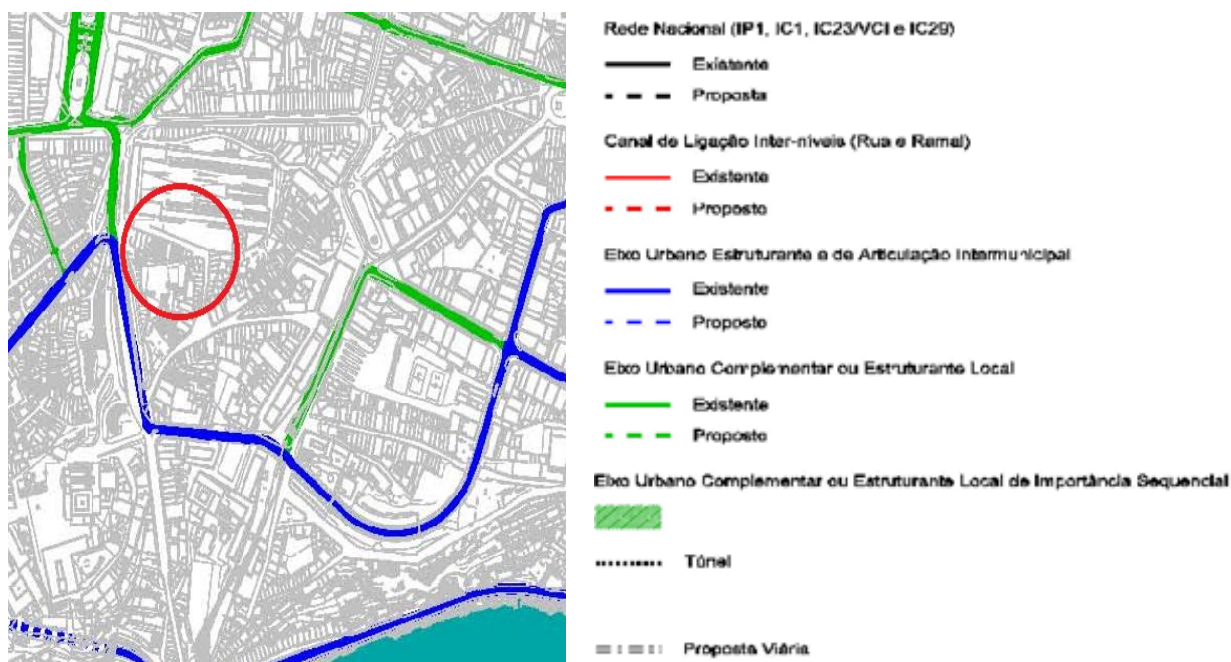 Rede Nacional (IP1, IC1, IC23/VCI e IC29)
Existente
Proposta
Canal de Ligação Inter-níveis (Rua e Ramal)
Existente
Proposto
Eixo Urbano Estruturante e de Articulação Intermunicipal
Existente
Proposto
Eixo Urbano Complementar ou Estruturante Local
Existente
Proposto
Eixo Urbano Complementar ou Estruturante Local de Importância Sequencial
Túnel
Proposta Viária